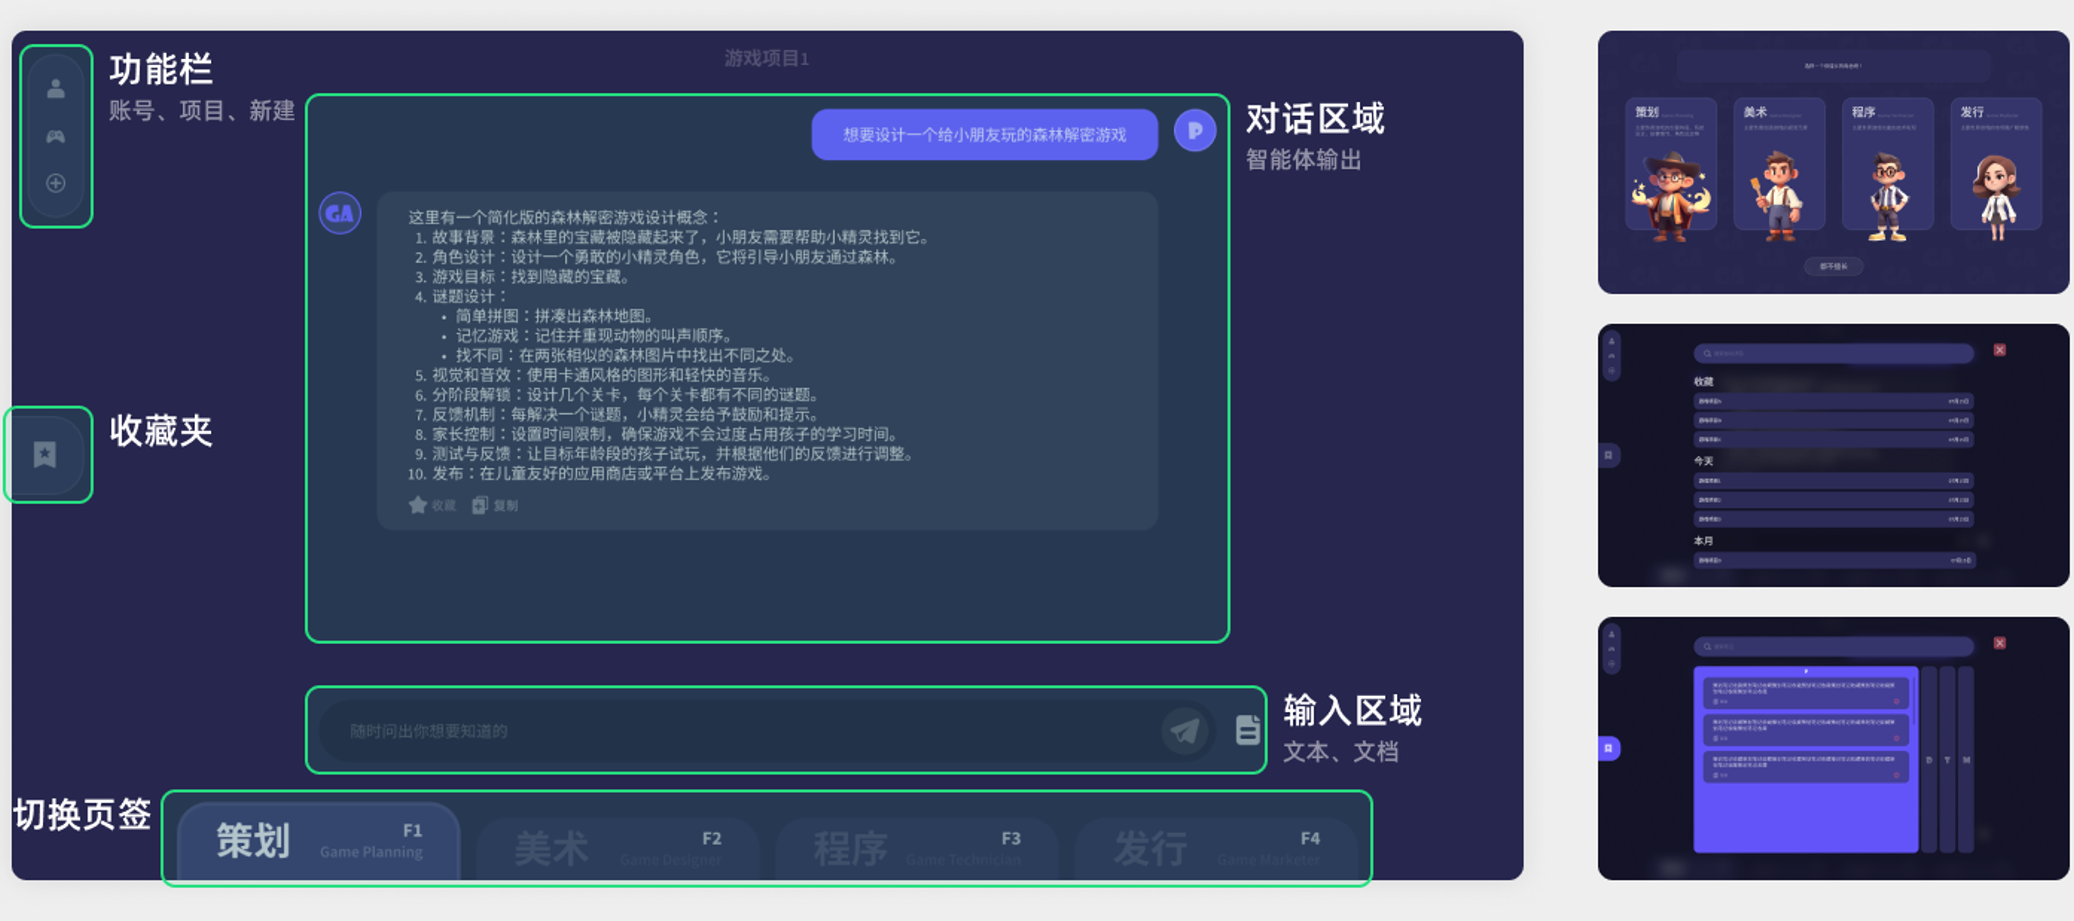 游戏项目1
功能栏
账号、项目、新建
想要设计一个给小朋友玩的森林解密游戏
P
对话区域
智能体输出
GA
这里有一个简化版的森林解密游戏设计概念：
1. 故事背景：森林里的宝藏被隐藏起来了，小朋友需要帮助小精灵找到它。
2. 角色设计：设计一个勇敢的小精灵角色，它将引导小朋友通过森林。
3. 游戏目标：找到隐藏的宝藏。
4. 谜题设计：
• 简单拼图：拼凑出森林地图。
• 记忆游戏：记住并重现动物的叫声顺序。
• 找不同：在两张相似的森林图片中找出不同之处。
5. 视觉和音效：使用卡通风格的图形和轻快的音乐。
6. 分阶段解锁：设计几个关卡，每个关卡都有不同的谜题。
7. 反馈机制：每解决一个谜题，小精灵会给予鼓励和提示。
8. 家长控制：设置时间限制，确保游戏不会过度占用孩子的学习时间。
9. 测试与反馈：让目标年龄段的孩子试玩，并根据他们的反馈进行调整。
10. 发布：在儿童友好的应用商店或平台上发布游戏。
收藏 复制
收藏夹
随时问出你想要知道的
输入区域
文本、文档
切换页签
策划 F1
Game Planning
美术 F2
Game Designer
程序 F3
Game Technician
发行 F4
Game Marketer
策划 美术 程序 发行
都不擅长
收藏
今天
本月
D T M